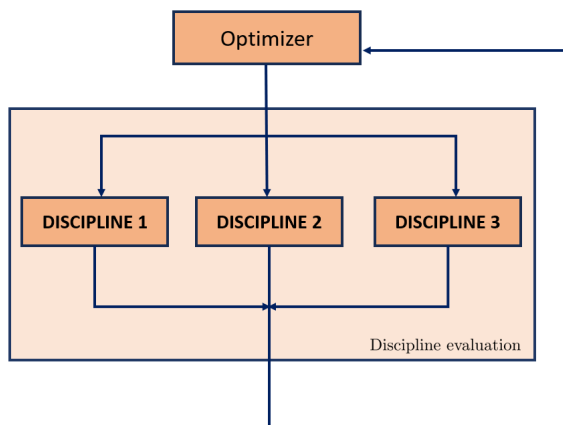 Optimizer
DISCIPLINE 1
DISCIPLINE 2
DISCIPLINE 3
Discipline evaluation